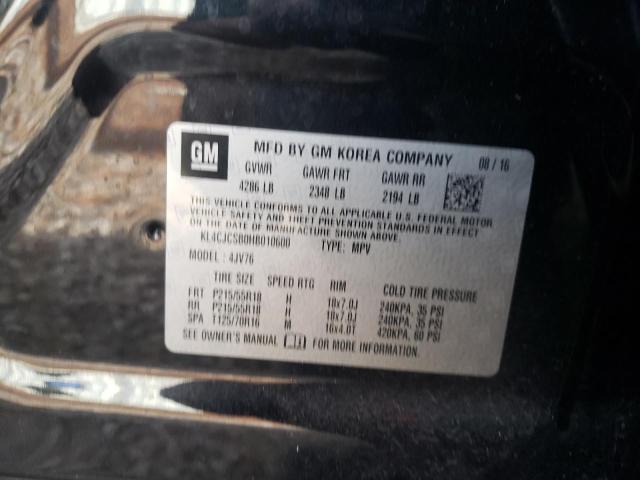 GM MFD BY GM KOREA COMPANY 08/16
GVWR GAWR FRT GAWR RR
4286 LB 2348 LB 2194 LB
THIS VEHICLE CONFORMS TO ALL APPLICABLE U.S. FEDERAL MOTOR
VEHICLE SAFETY AND THEFT PREVENTION STANDARDS IN EFFECT ON
THE DATE OF MANUFACTURE SHOWN ABOVE.
KL4CJCSB0HB010600 TYPE: MPV
MODEL: 4JV76
TIRE SIZE SPEED RTG RIM COLD TIRE PRESSURE
FRT P215/55R18 H 18x7.0J 240KPA, 35 PSI
RR P215/55R18 H 18x7.0J 240KPA, 35 PSI
SPA T125/70R16 M 16x4.0T 420KPA, 60 PSI
SEE OWNER'S MANUAL FOR MORE INFORMATION.